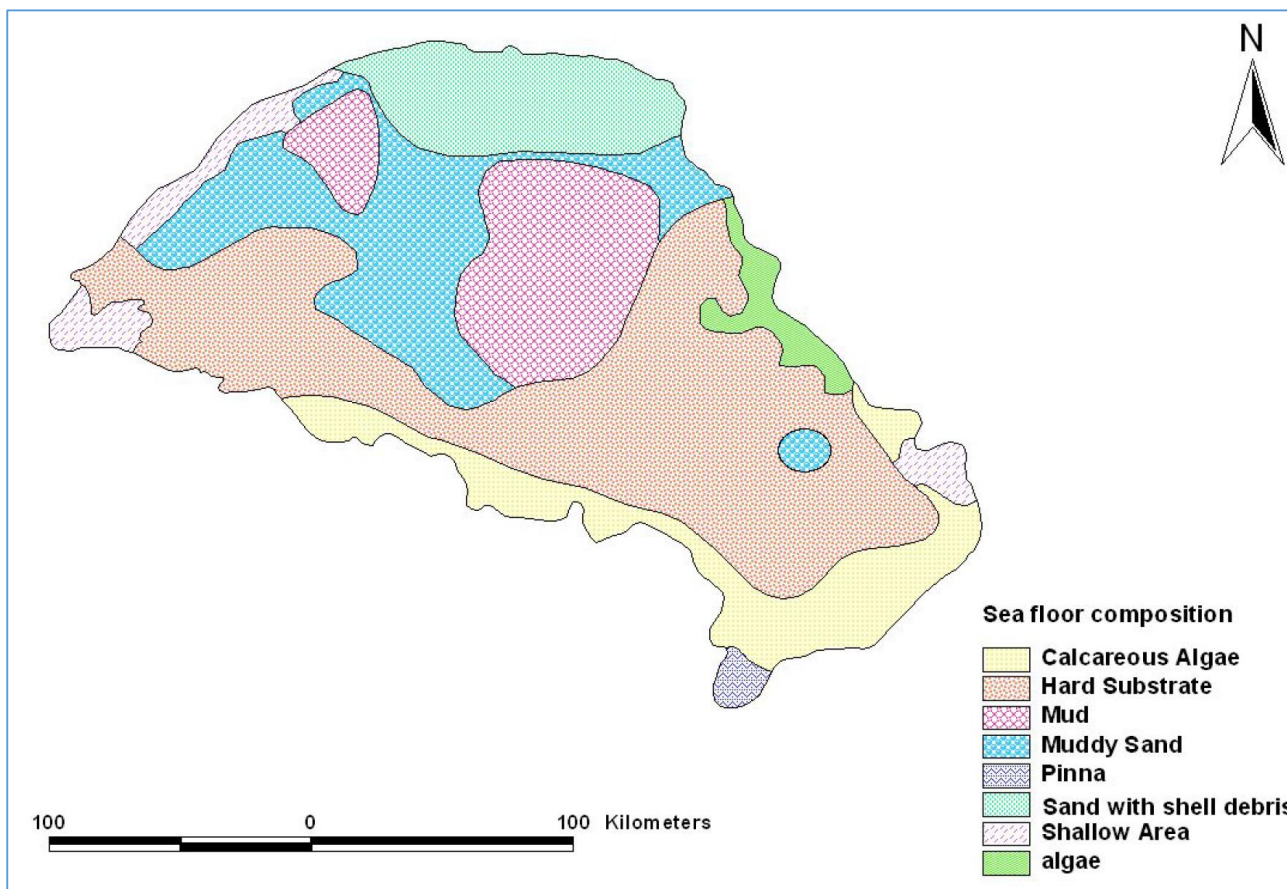 N
Sea floor composition
Calcareous Algae
Hard Substrate
Mud
Muddy Sand
Pinna
Sand with shell debris
Shallow Area
algae
100 0 100 Kilometers